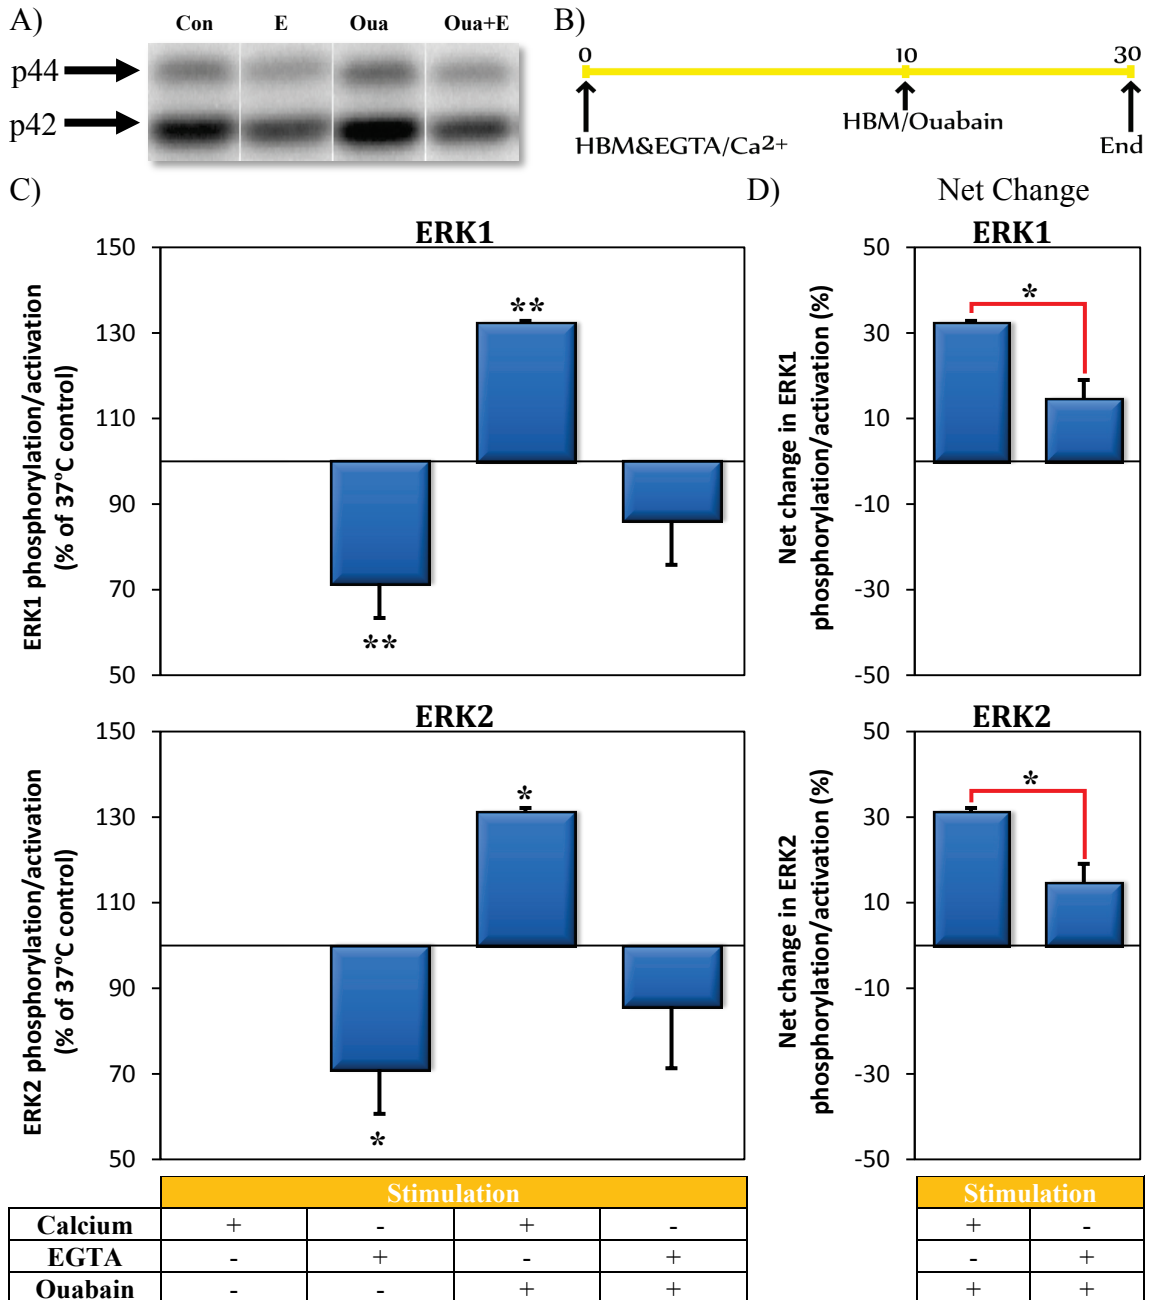 A)
Con E Oua Oua+E
p44
p42
B)
0 10 30
HBM&EGTA/Ca²⁺
HBM/Ouabain
End
C)
ERK1
150
130
110
90
70
50
ERK1 phosphorylation/activation
(% of 37°C control)
**
**
D) Net Change
ERK1
50
30
10
-10
-30
-50
Net change in ERK1
phosphorylation/activation (%)
*
ERK2
150
130
110
90
70
50
ERK2 phosphorylation/activation
(% of 37°C control)
*
*
ERK2
50
30
10
-10
-30
-50
Net change in ERK2
phosphorylation/activation (%)
*
Stimulation
Calcium + - + -
EGTA - + - +
Ouabain - - + +
Stimulation
+ -
- +
+ +